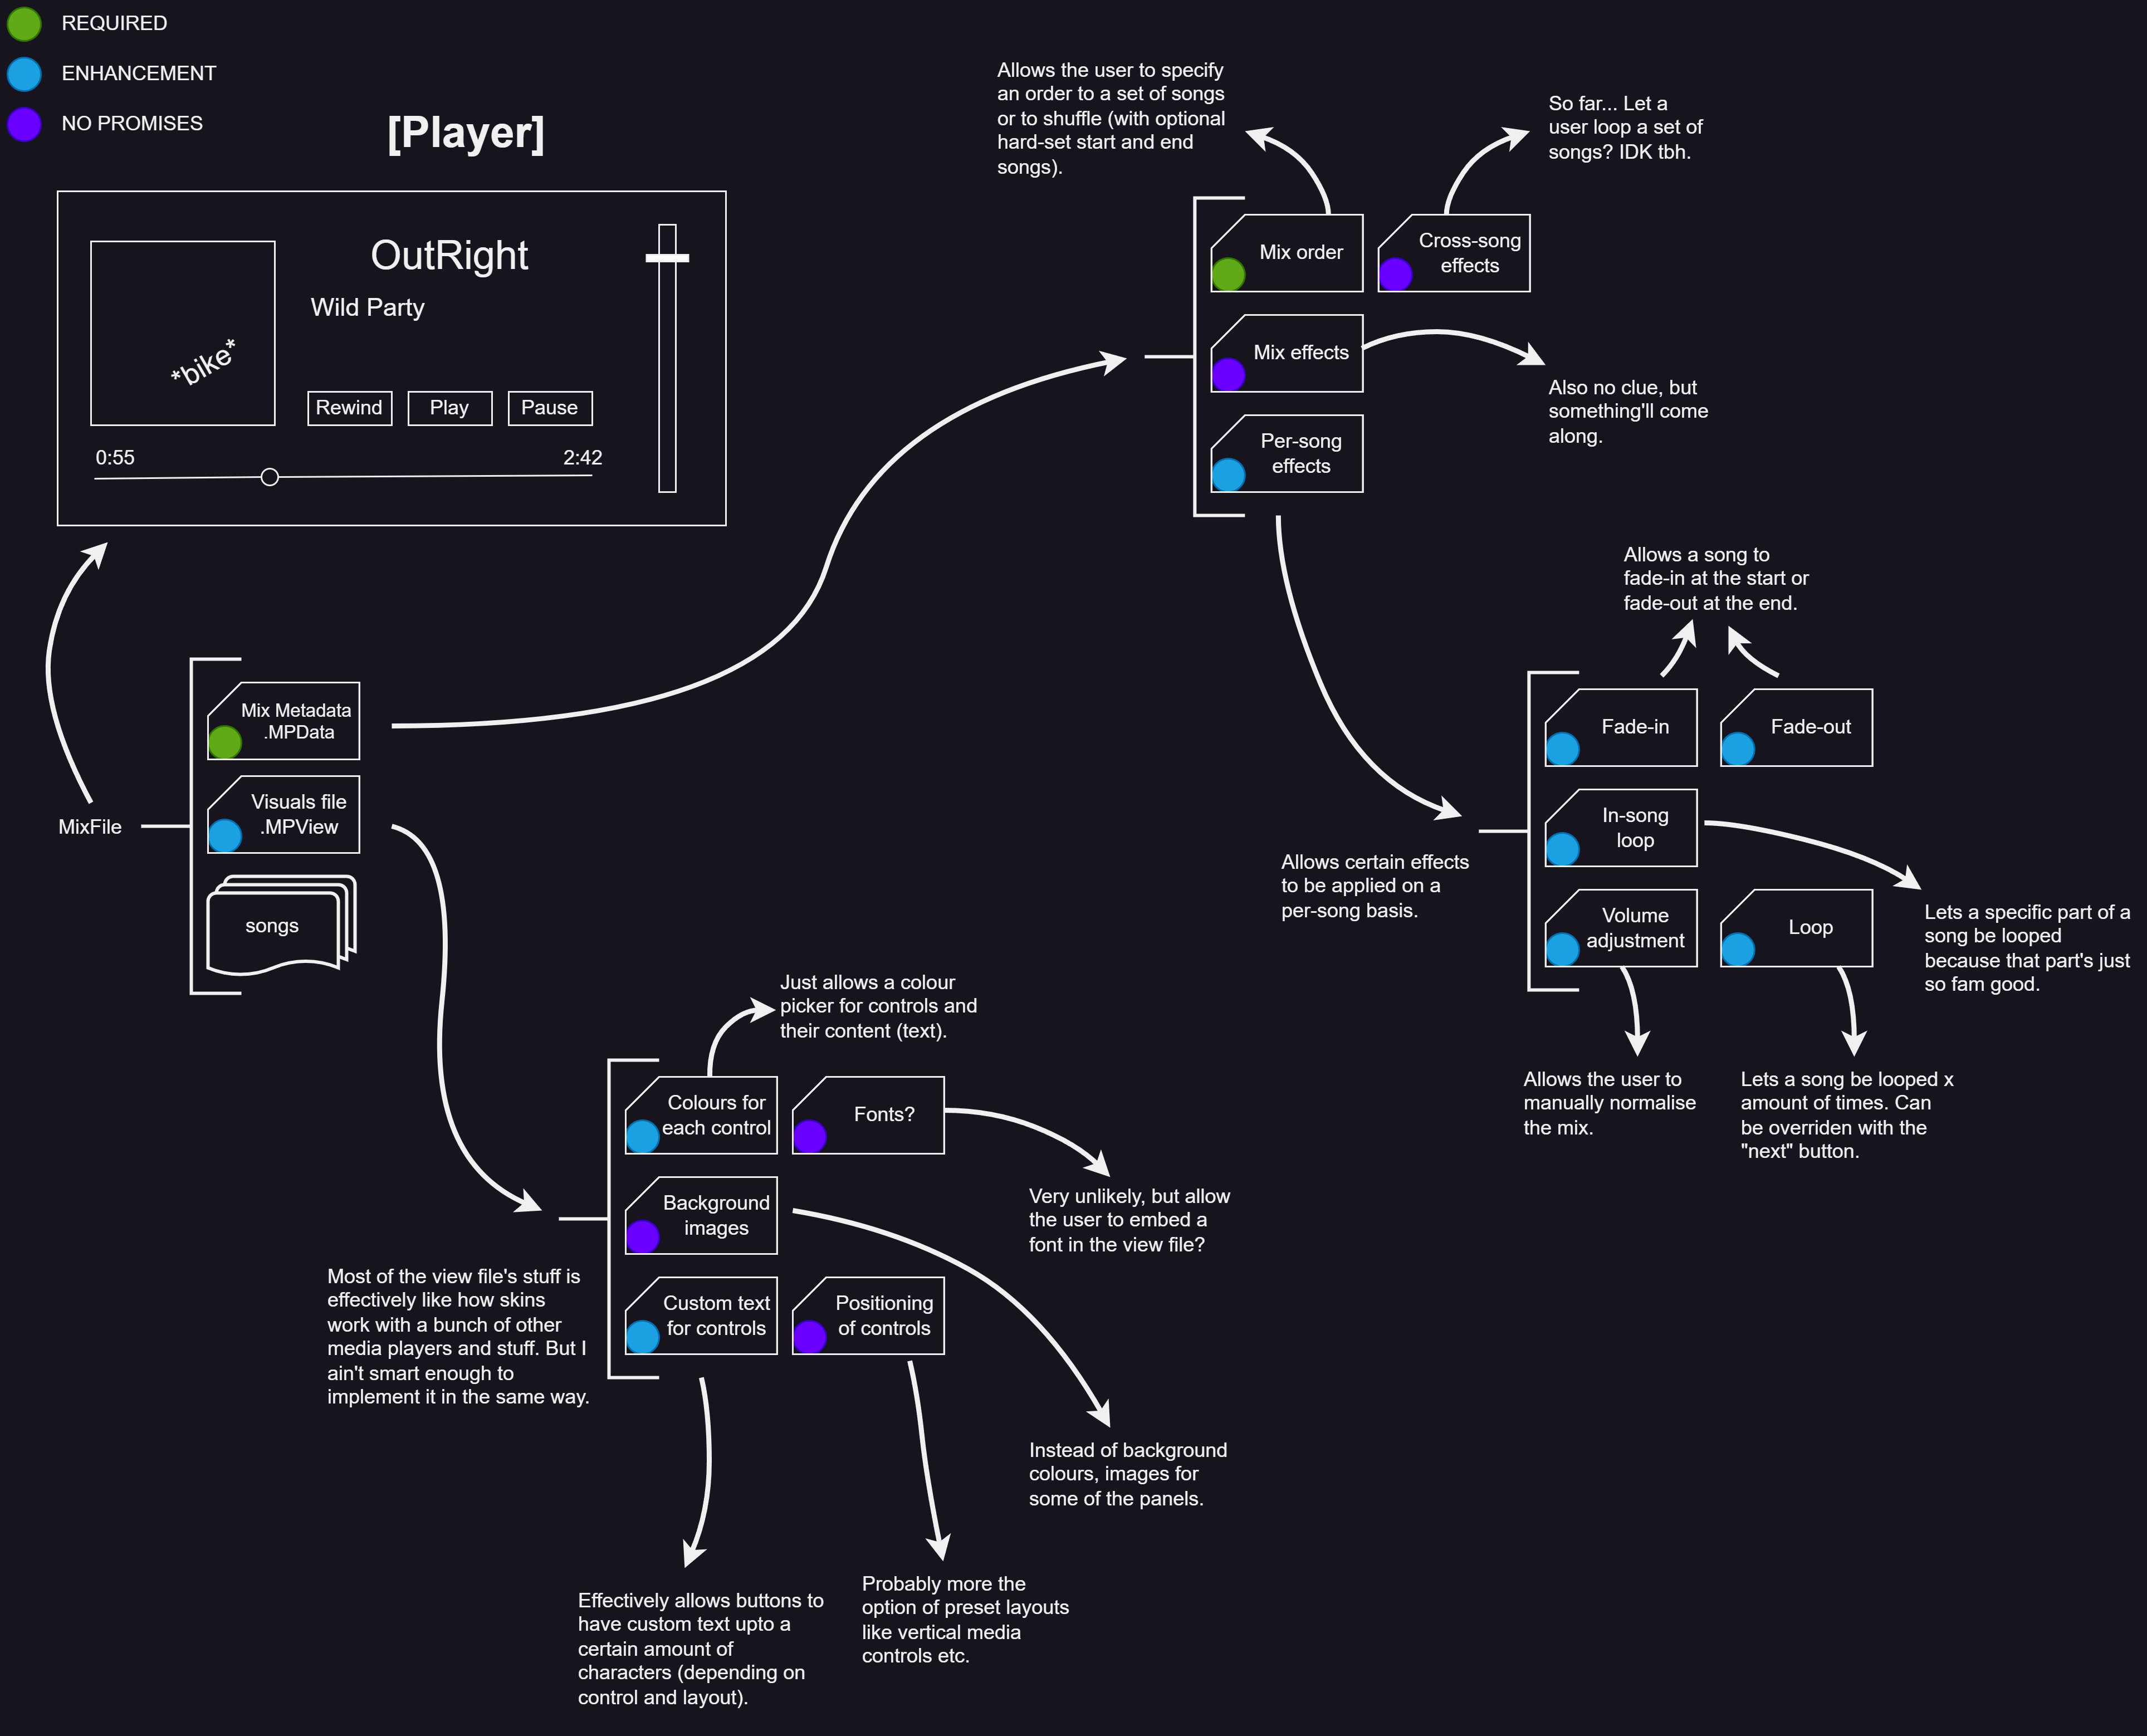 REQUIRED
ENHANCEMENT
NO PROMISES
[Player]
OutRight
Wild Party
*bike*
Rewind
Play
Pause
0:55
2:42
MixFile
Mix Metadata
.MPData
Visuals file
.MPView
songs
Allows the user to specify
an order to a set of songs
or to shuffle (with optional
hard-set start and end
songs).
So far... Let a
user loop a set of
songs? IDK tbh.
Mix order
Cross-song
effects
Mix effects
Also no clue, but
something'll come
along.
Per-song
effects
Allows certain effects
to be applied on a
per-song basis.
Allows a song to
fade-in at the start or
fade-out at the end.
Fade-in
Fade-out
In-song
loop
Lets a specific part of a
song be looped
because that part's just
so fam good.
Volume
adjustment
Loop
Allows the user to
manually normalise
the mix.
Lets a song be looped x
amount of times. Can
be overriden with the
"next" button.
Just allows a colour
picker for controls and
their content (text).
Colours for
each control
Fonts?
Very unlikely, but allow
the user to embed a
font in the view file?
Background
images
Custom text
for controls
Positioning
of controls
Most of the view file's stuff is
effectively like how skins
work with a bunch of other
media players and stuff. But I
ain't smart enough to
implement it in the same way.
Instead of background
colours, images for
some of the panels.
Effectively allows buttons to
have custom text upto a
certain amount of
characters (depending on
control and layout).
Probably more the
option of preset layouts
like vertical media
controls etc.